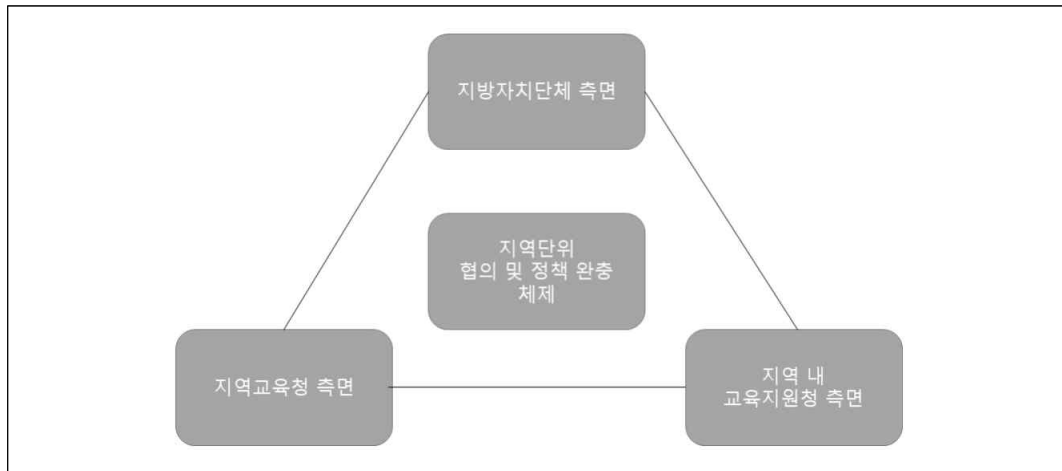 지방자치단체 측면
지역단위
협의 및 정책 완충
체제
지역교육청 측면
지역 내
교육지원청 측면